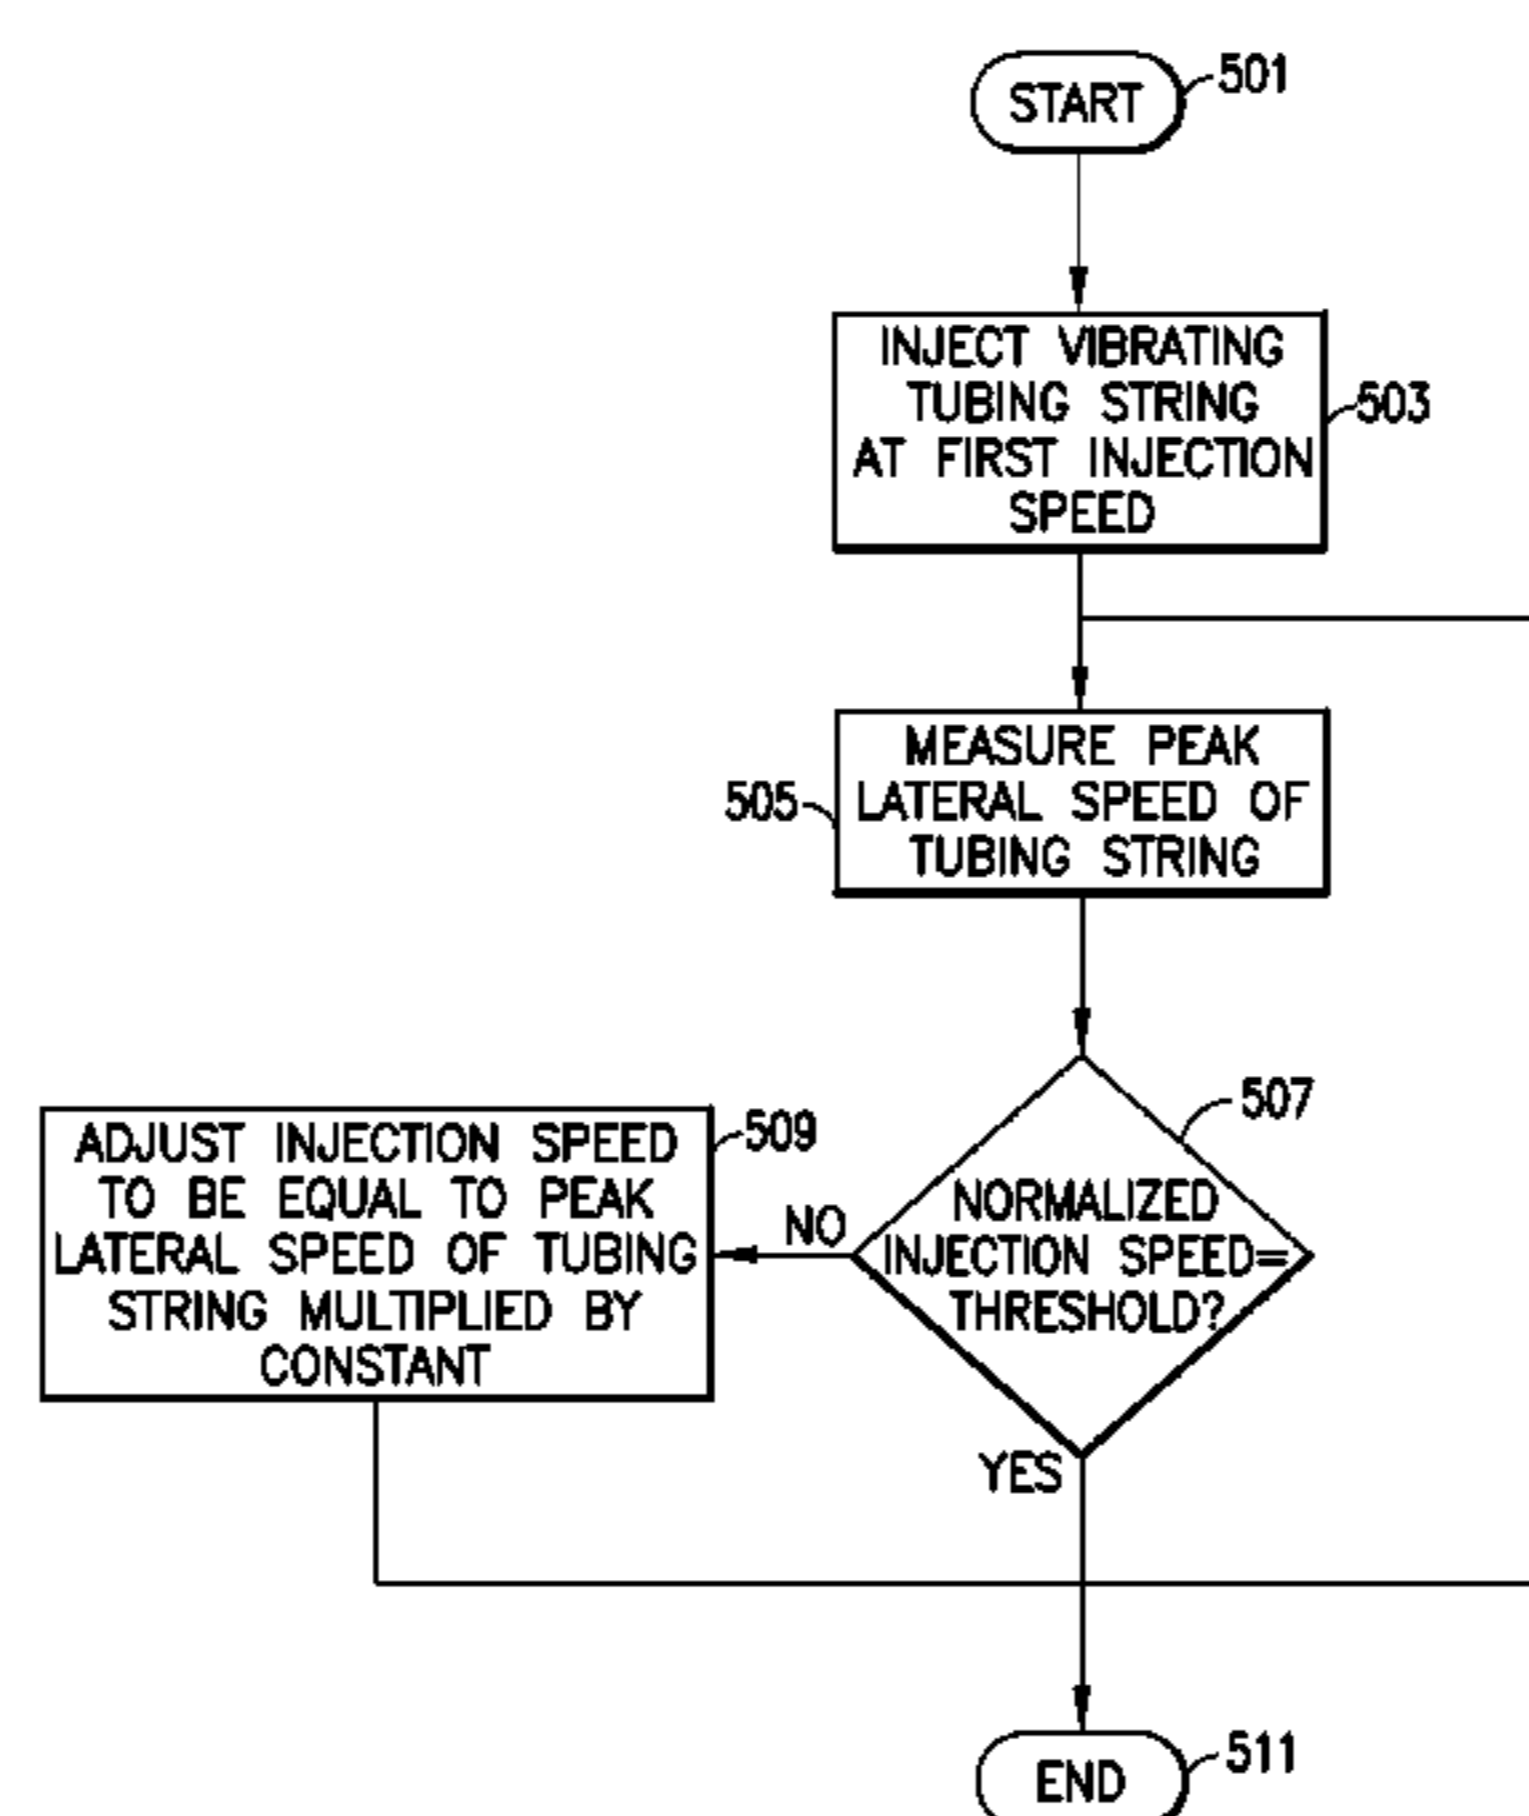 START
501
INJECT VIBRATING
TUBING STRING
AT FIRST INJECTION
SPEED
503
MEASURE PEAK
LATERAL SPEED OF
TUBING STRING
505
NORMALIZED
INJECTION SPEED=
THRESHOLD?
507
NO
ADJUST INJECTION SPEED
TO BE EQUAL TO PEAK
LATERAL SPEED OF TUBING
STRING MULTIPLIED BY
CONSTANT
509
YES
END
511